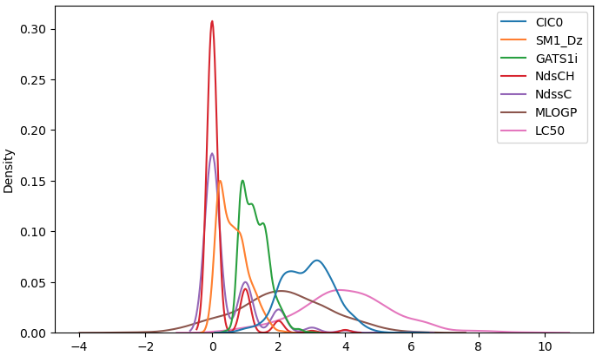 0.30
0.25
0.20
0.15
0.10
0.05
0.00
Density
−4 −2 0 2 4 6 8 10
CIC0
SM1_Dz
GATS1i
NdsCH
NdssC
MLOGP
LC50